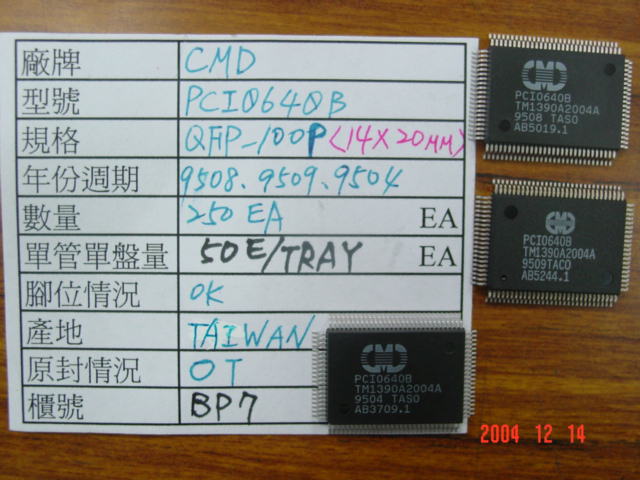 廠牌 CMD
型號 PCI0640B
規格 QFP-100P (14X20MM)
年份週期 9508.9509.9504
數量 250 EA EA
單管單盤量 50E/TRAY EA
腳位情況 OK
產地 TAIWAN
原封情況 OT
櫃號 BP7
CMD
PCI0640B
TM1390A2004A
9508 TASO
AB5019.1
CMD
PCI0640B
TM1390A2004A
9509TACO
AB5244.1
CMD
PCI0640B
TM1390A2004A
9504 TASO
AB3709.1
2004 12 14